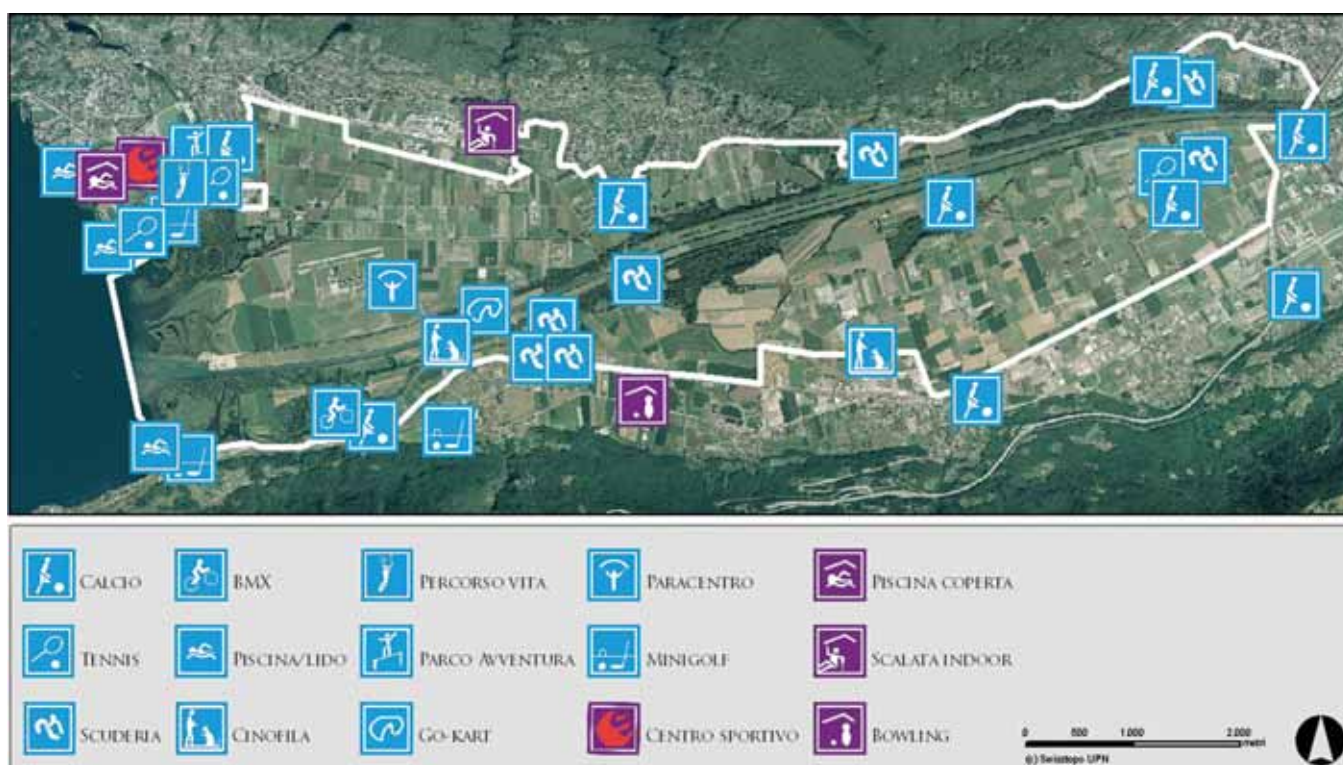 CALCIO
BMX
PERCORSO VITA
PARACENTRO
PISCINA COPERTA
TENNIS
PISCINA/LIDO
PARCO AVVENTURA
MINIGOLF
SCALATA INDOOR
SCUDERIA
CINOFILA
GO-KART
CENTRO SPORTIVO
BOWLING
0 500 1.000 2.000
metri
(c) Swisstopo UPN